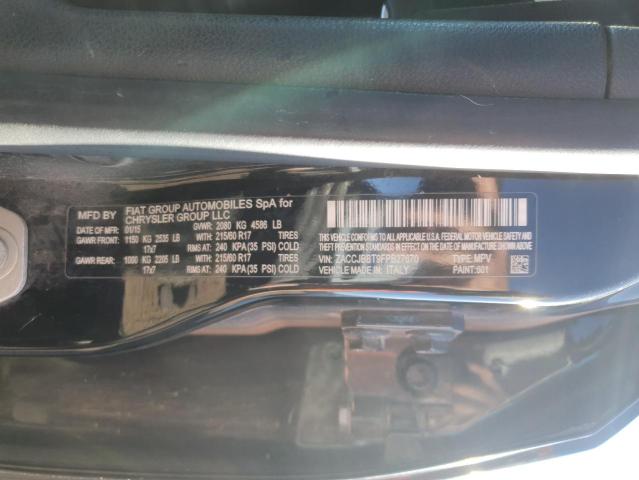 MFD BY FIAT GROUP AUTOMOBILES SpA for
CHRYSLER GROUP LLC
DATE OF MFR 01/15 GVWR: 2080 KG 4586 LB
GAWR FRONT: 1150 KG 2535 LB WITH: 215/60 R17 TIRES
17x7 RIMS AT: 240 KPA(35 PSI) COLD
GAWR REAR: 1000 KG 2205 LB WITH: 215/60 R17 TIRES
17x7 RIMS AT: 240 KPA(35 PSI) COLD
THIS VEHICLE CONFORMS TO ALL APPLICABLE U.S.A. FEDERAL MOTOR VEHICLE SAFETY AND
THEFT PREVENTION STANDARDS IN EFFECT ON THE DATE OF MANUFACTURE SHOWN ABOVE
VIN: TYPE: MPV
VEHICLE MADE IN: ITALY PAINT:601